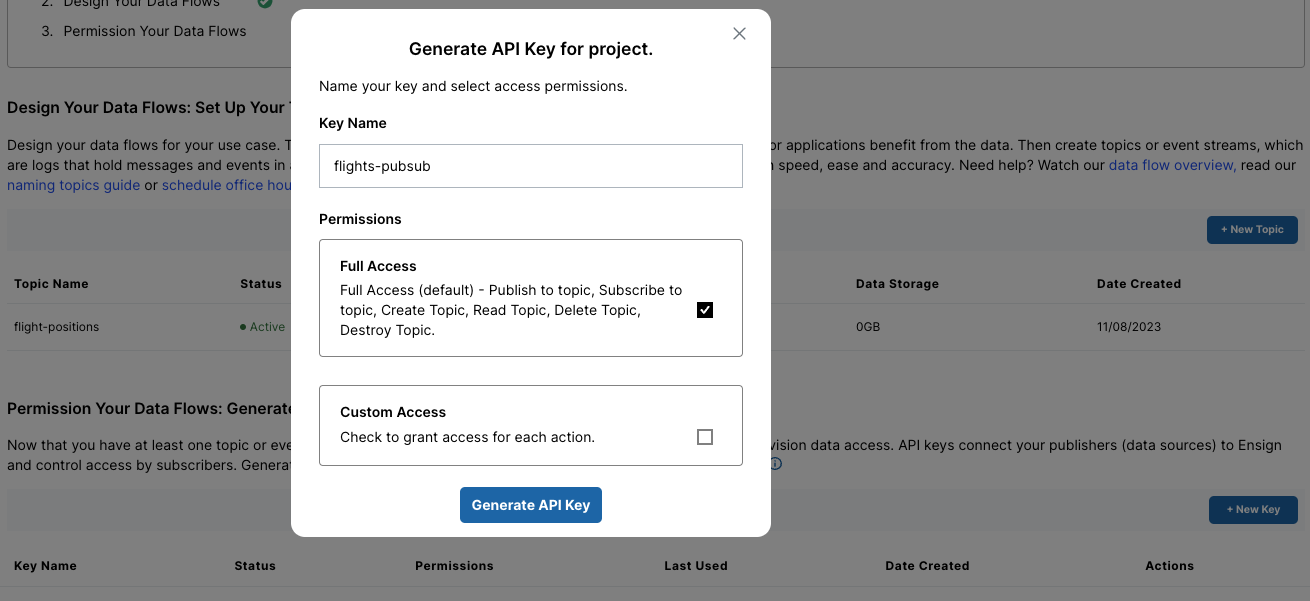 2. Design Your Data Flows
3. Permission Your Data Flows
Generate API Key for project.
Name your key and select access permissions.
Key Name
flights-pubsub
Permissions
Full Access
Full Access (default) - Publish to topic, Subscribe to
topic, Create Topic, Read Topic, Delete Topic,
Destroy Topic.
Custom Access
Check to grant access for each action.
Generate API Key
Design Your Data Flows: Set Up Your
Design your data flows for your use case. or applications benefit from the data. Then create topics or event streams, which
are logs that hold messages and events in speed, ease and accuracy. Need help? Watch our data flow overview, read our
naming topics guide or schedule office
+ New Topic
Topic Name Status Data Storage Date Created
flight-positions Active 0GB 11/08/2023
Permission Your Data Flows:
Now that you have at least one topic or data access. API keys connect your publishers (data sources) to Ensign
and control access by subscribers.
+ New Key
Key Name Status Permissions Last Used Date Created Actions